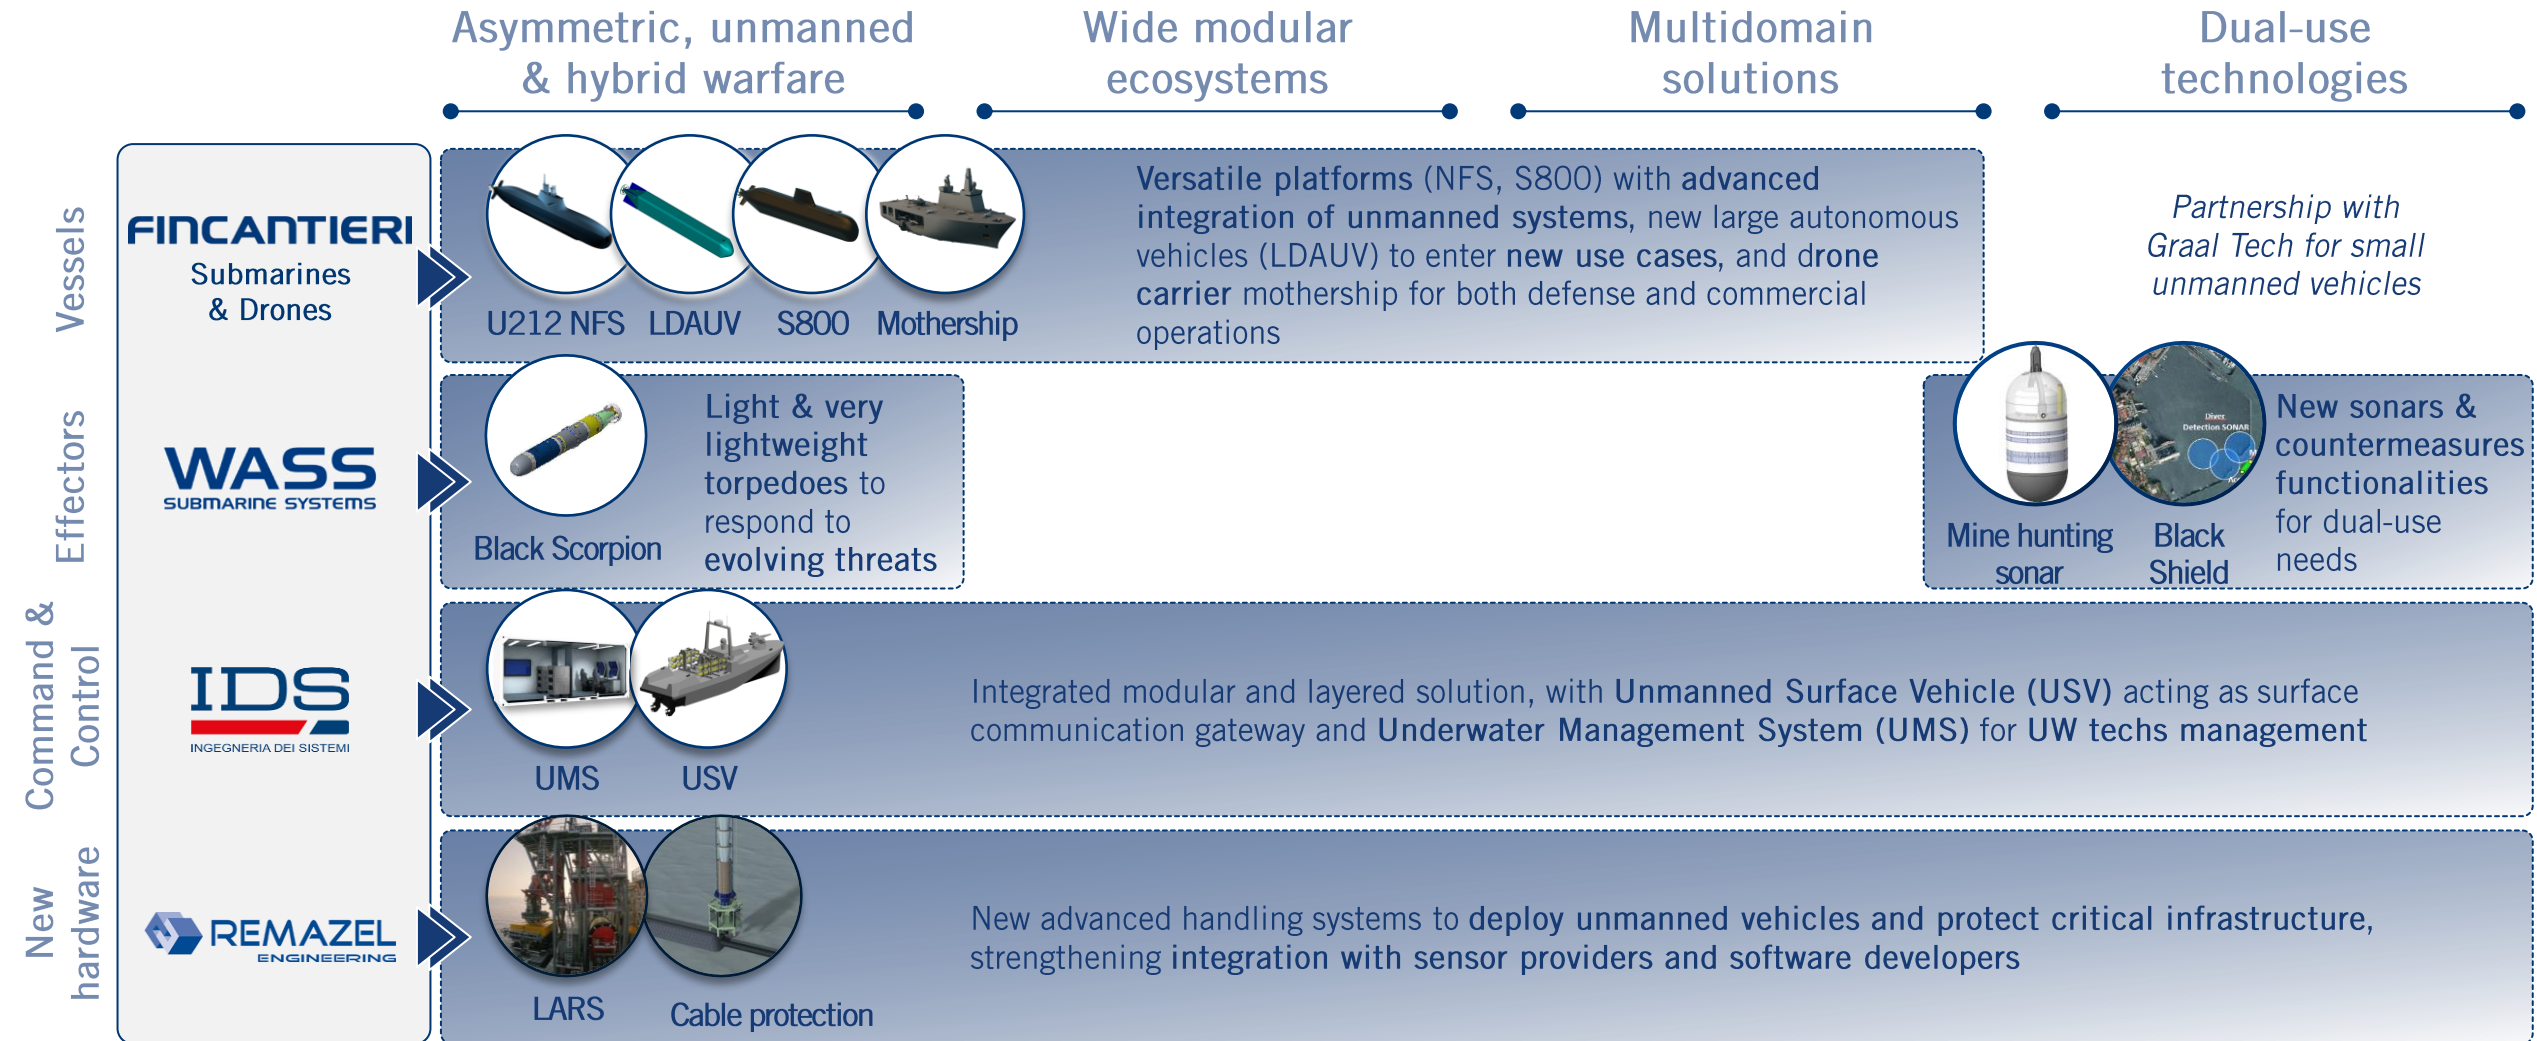 Asymmetric, unmanned
& hybrid warfare
Wide modular
ecosystems
Multidomain
solutions
Dual-use
technologies
Vessels
FINCANTIERI
Submarines
& Drones
U212 NFS
LDAUV
S800
Mothership
Versatile platforms (NFS, S800) with advanced
integration of unmanned systems, new large autonomous
vehicles (LDAUV) to enter new use cases, and drone
carrier mothership for both defense and commercial
operations
Partnership with
Graal Tech for small
unmanned vehicles
Effectors
WASS
SUBMARINE SYSTEMS
Black Scorpion
Light & very
lightweight
torpedoes to
respond to
evolving threats
Mine hunting
sonar
Diver
Detection SONAR
Black
Shield
New sonars &
countermeasures
functionalities
for dual-use
needs
Command &
Control
IDS
INGEGNERIA DEI SISTEMI
UMS
USV
Integrated modular and layered solution, with Unmanned Surface Vehicle (USV) acting as surface
communication gateway and Underwater Management System (UMS) for UW techs management
New
hardware
REMAZEL
ENGINEERING
LARS
Cable protection
New advanced handling systems to deploy unmanned vehicles and protect critical infrastructure,
strengthening integration with sensor providers and software developers